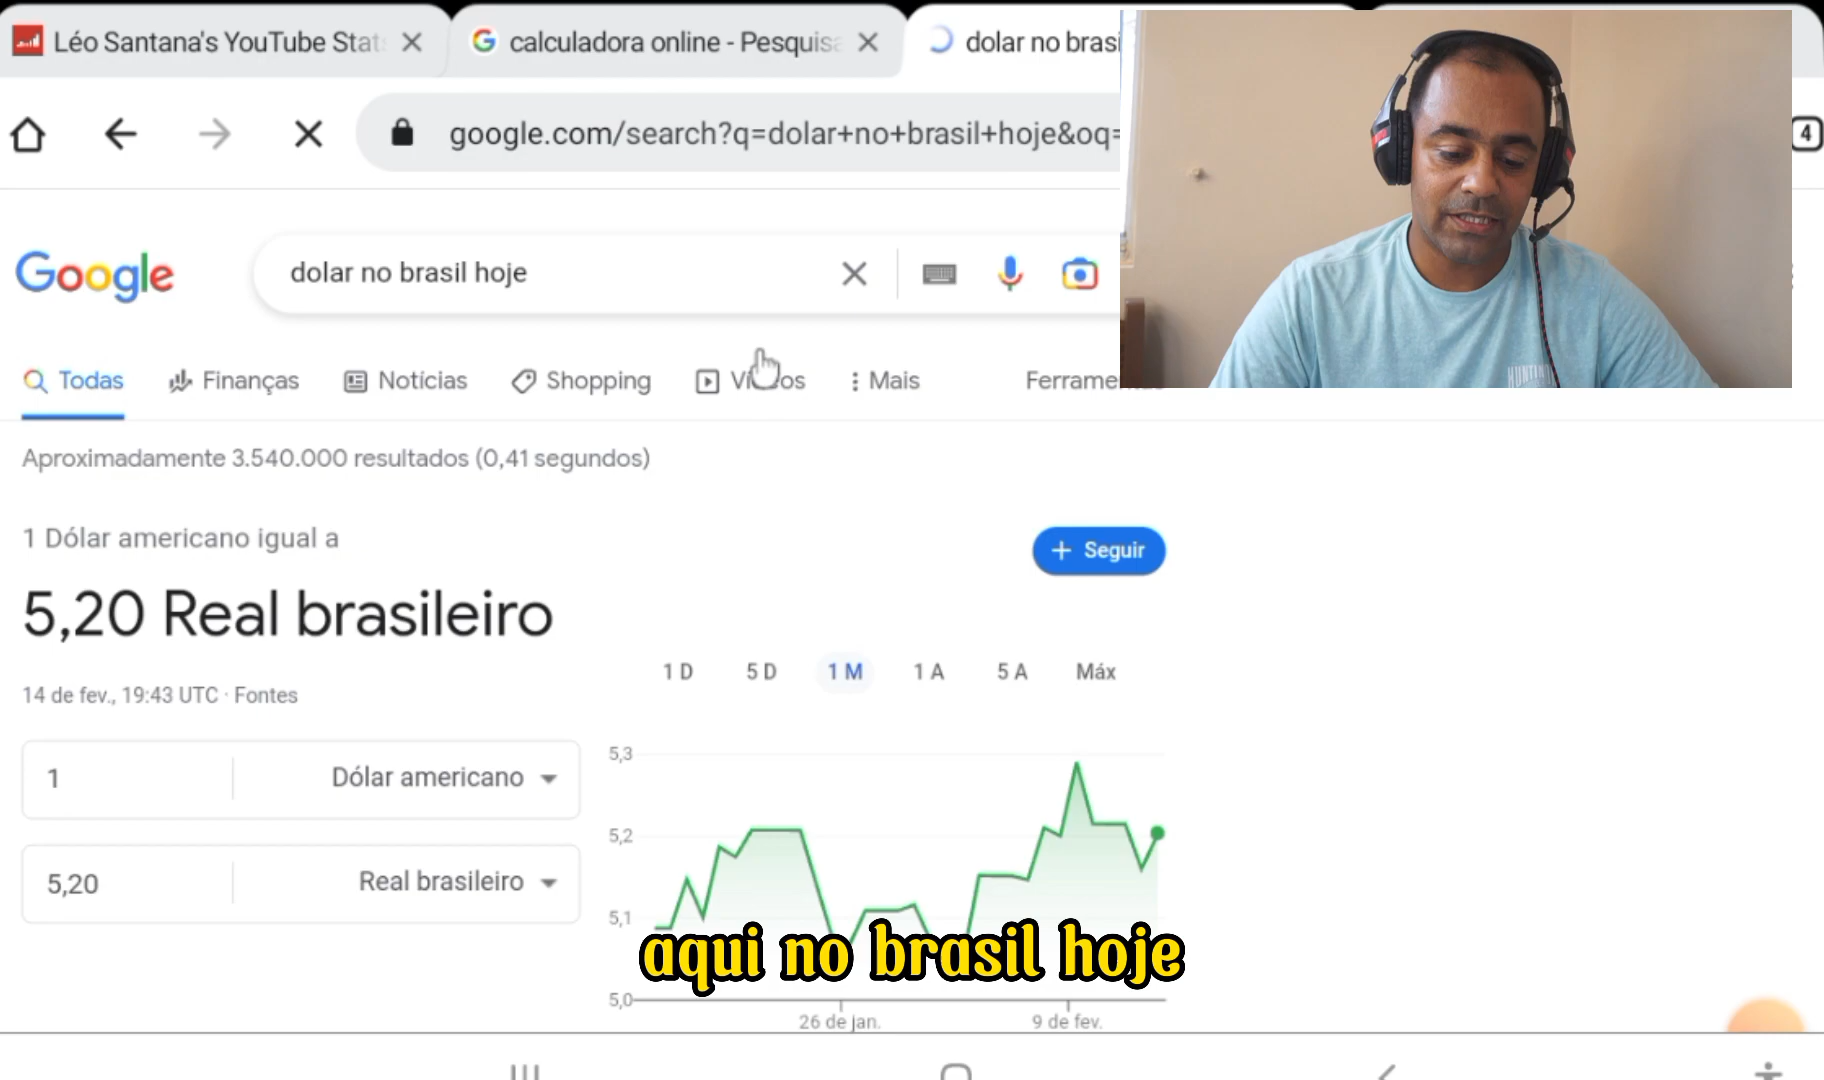 Léo Santana's YouTube Stat
calculadora online - Pesquisa
dolar no brasi
google.com/search?q=dolar+no+brasil+hoje&oq=
4
Google
dolar no brasil hoje
Todas
Finanças
Notícias
Shopping
Vídeos
Mais
Ferrame
Aproximadamente 3.540.000 resultados (0,41 segundos)
1 Dólar americano igual a
+ Seguir
5,20 Real brasileiro
14 de fev., 19:43 UTC · Fontes
1 D 5 D 1 M 1 A 5 A Máx
1 Dólar americano
5,20 Real brasileiro
5,3
5,2
5,1
5,0
26 de jan. 9 de fev.
aqui no brasil hoje